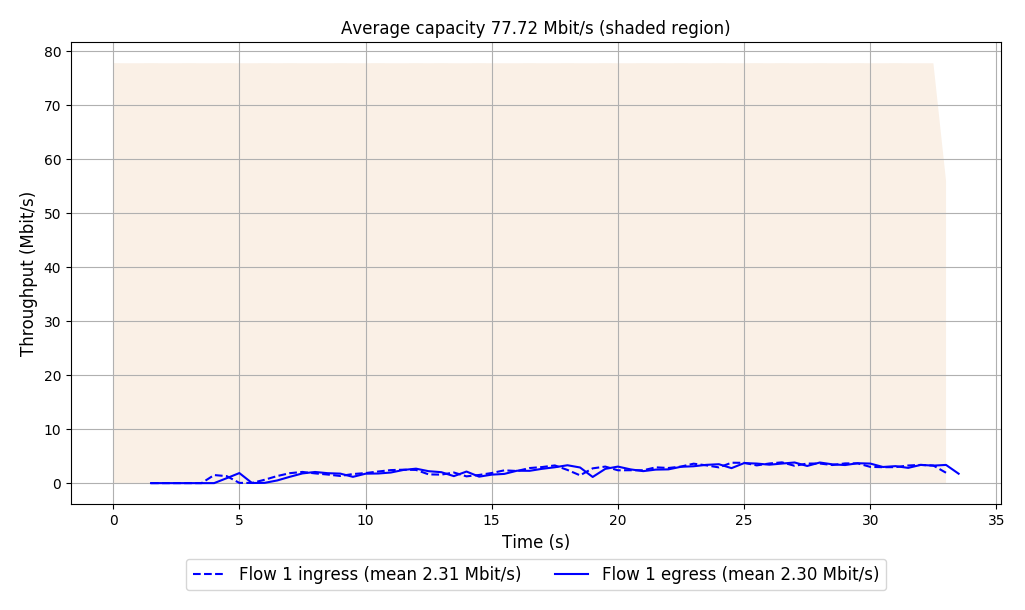 Average capacity 77.72 Mbit/s (shaded region)
80
70
60
50
40
30
20
10
0
Throughput (Mbit/s)
0 5 10 15 20 25 30 35
Time (s)
Flow 1 ingress (mean 2.31 Mbit/s) Flow 1 egress (mean 2.30 Mbit/s)